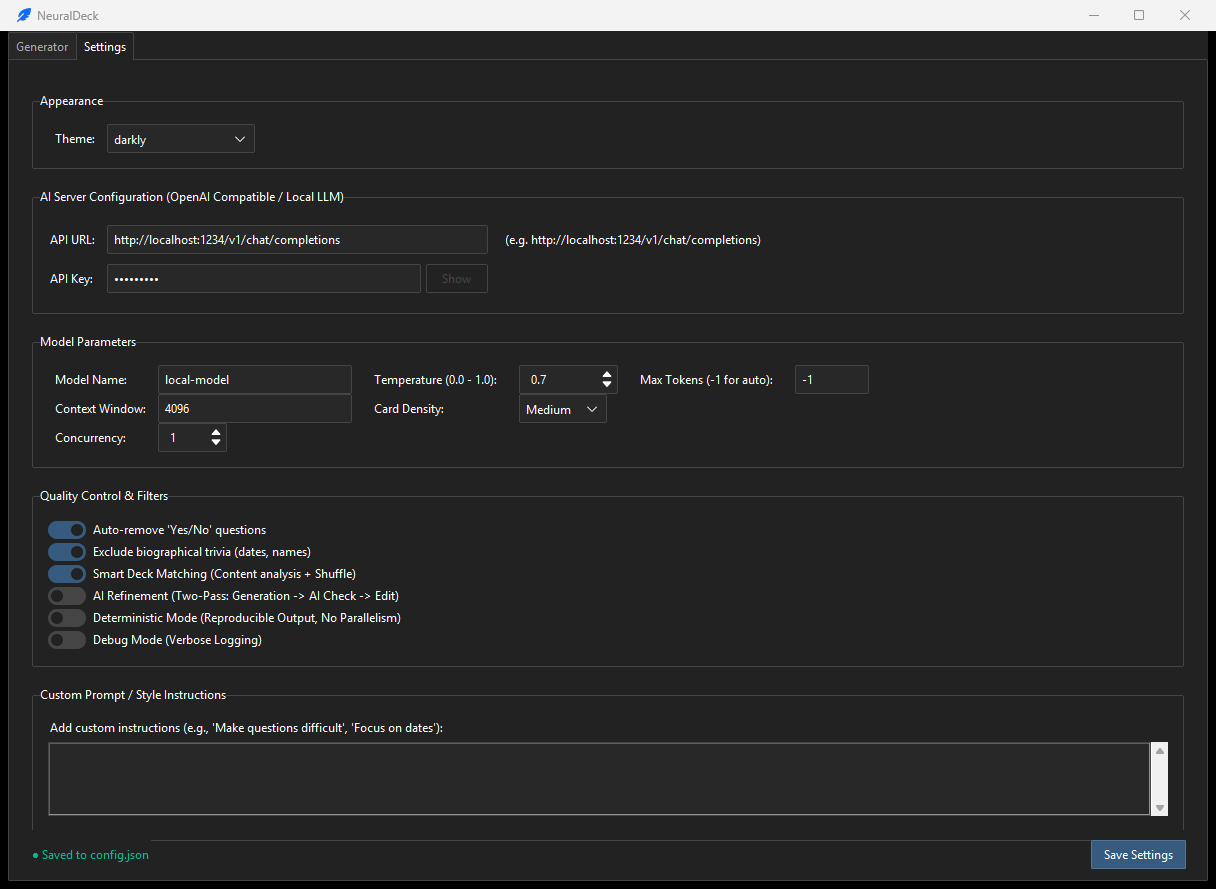 NeuralDeck
Generator Settings
Appearance
Theme: darkly
AI Server Configuration (OpenAI Compatible / Local LLM)
API URL: http://localhost:1234/v1/chat/completions (e.g. http://localhost:1234/v1/chat/completions)
API Key: ••••••••• Show
Model Parameters
Model Name: local-model Temperature (0.0 - 1.0): 0.7 Max Tokens (-1 for auto): -1
Context Window: 4096 Card Density: Medium
Concurrency: 1
Quality Control & Filters
Auto-remove 'Yes/No' questions
Exclude biographical trivia (dates, names)
Smart Deck Matching (Content analysis + Shuffle)
AI Refinement (Two-Pass: Generation -> AI Check -> Edit)
Deterministic Mode (Reproducible Output, No Parallelism)
Debug Mode (Verbose Logging)
Custom Prompt / Style Instructions
Add custom instructions (e.g., 'Make questions difficult', 'Focus on dates'):
● Saved to config.json Save Settings